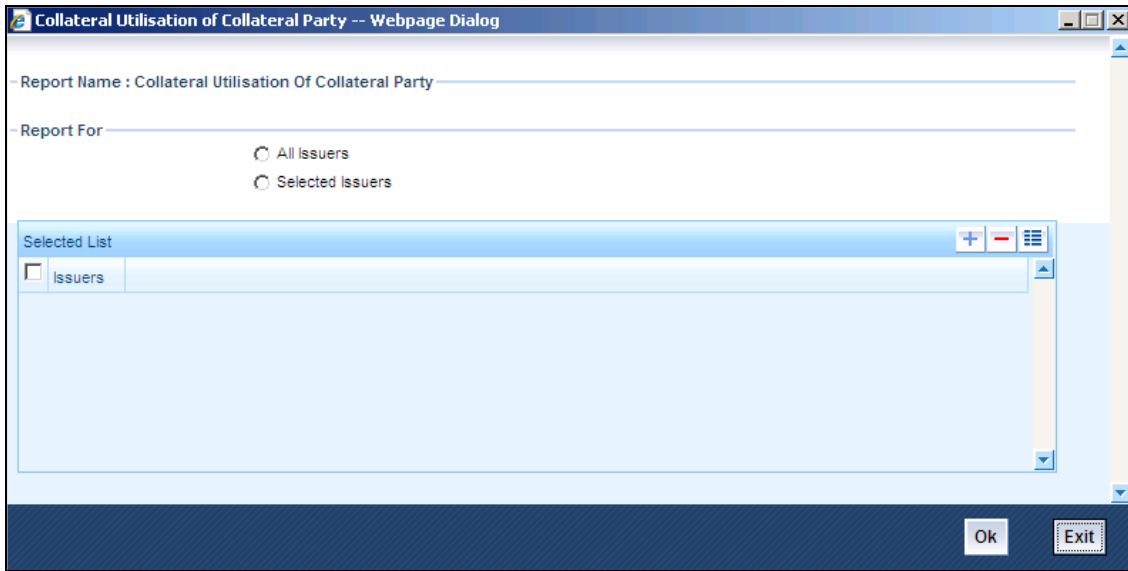 Collateral Utilisation of Collateral Party -- Webpage Dialog
Report Name : Collateral Utilisation Of Collateral Party
Report For
All Issuers
Selected Issuers
Selected List
Issuers
Ok
Exit